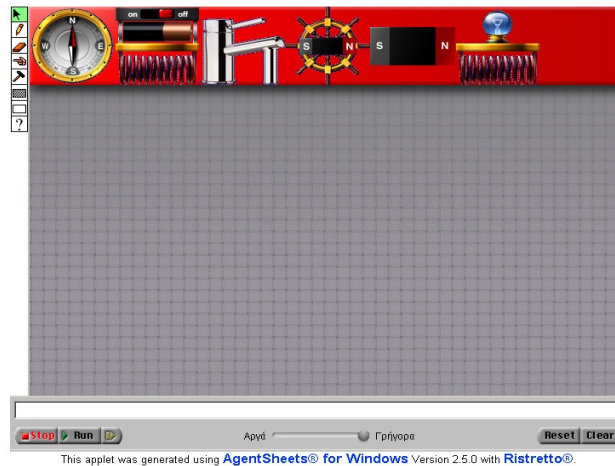 on off
N
W E
S
S N
S N
?
Stop Run Αργά Γρήγορα Reset Clear
This applet was generated using AgentSheets® for Windows Version 2.5.0 with Ristretto®.